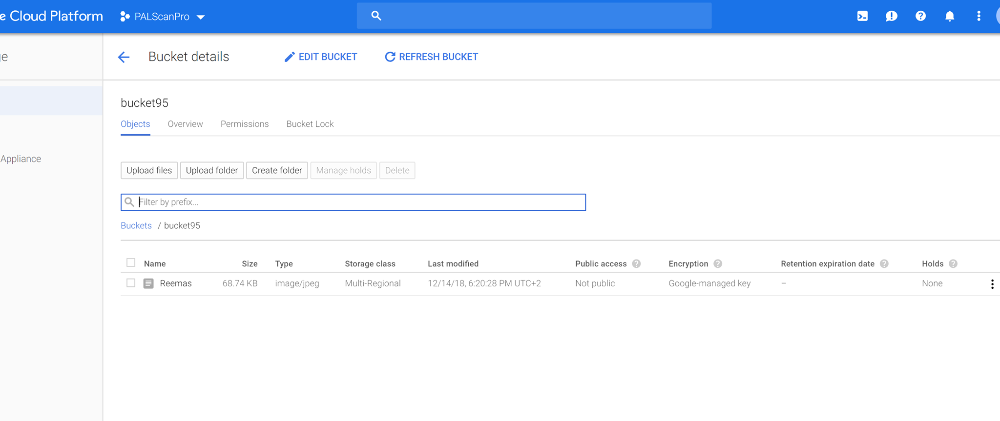 e Cloud Platform PALScanPro
ge
Bucket details EDIT BUCKET REFRESH BUCKET
bucket95
Objects Overview Permissions Bucket Lock
Appliance
Upload files Upload folder Create folder Manage holds Delete
Filter by prefix...
Buckets / bucket95
Name Size Type Storage class Last modified Public access Encryption Retention expiration date Holds
Reemas 68.74 KB image/jpeg Multi-Regional 12/14/18, 6:20:28 PM UTC+2 Not public Google-managed key – None